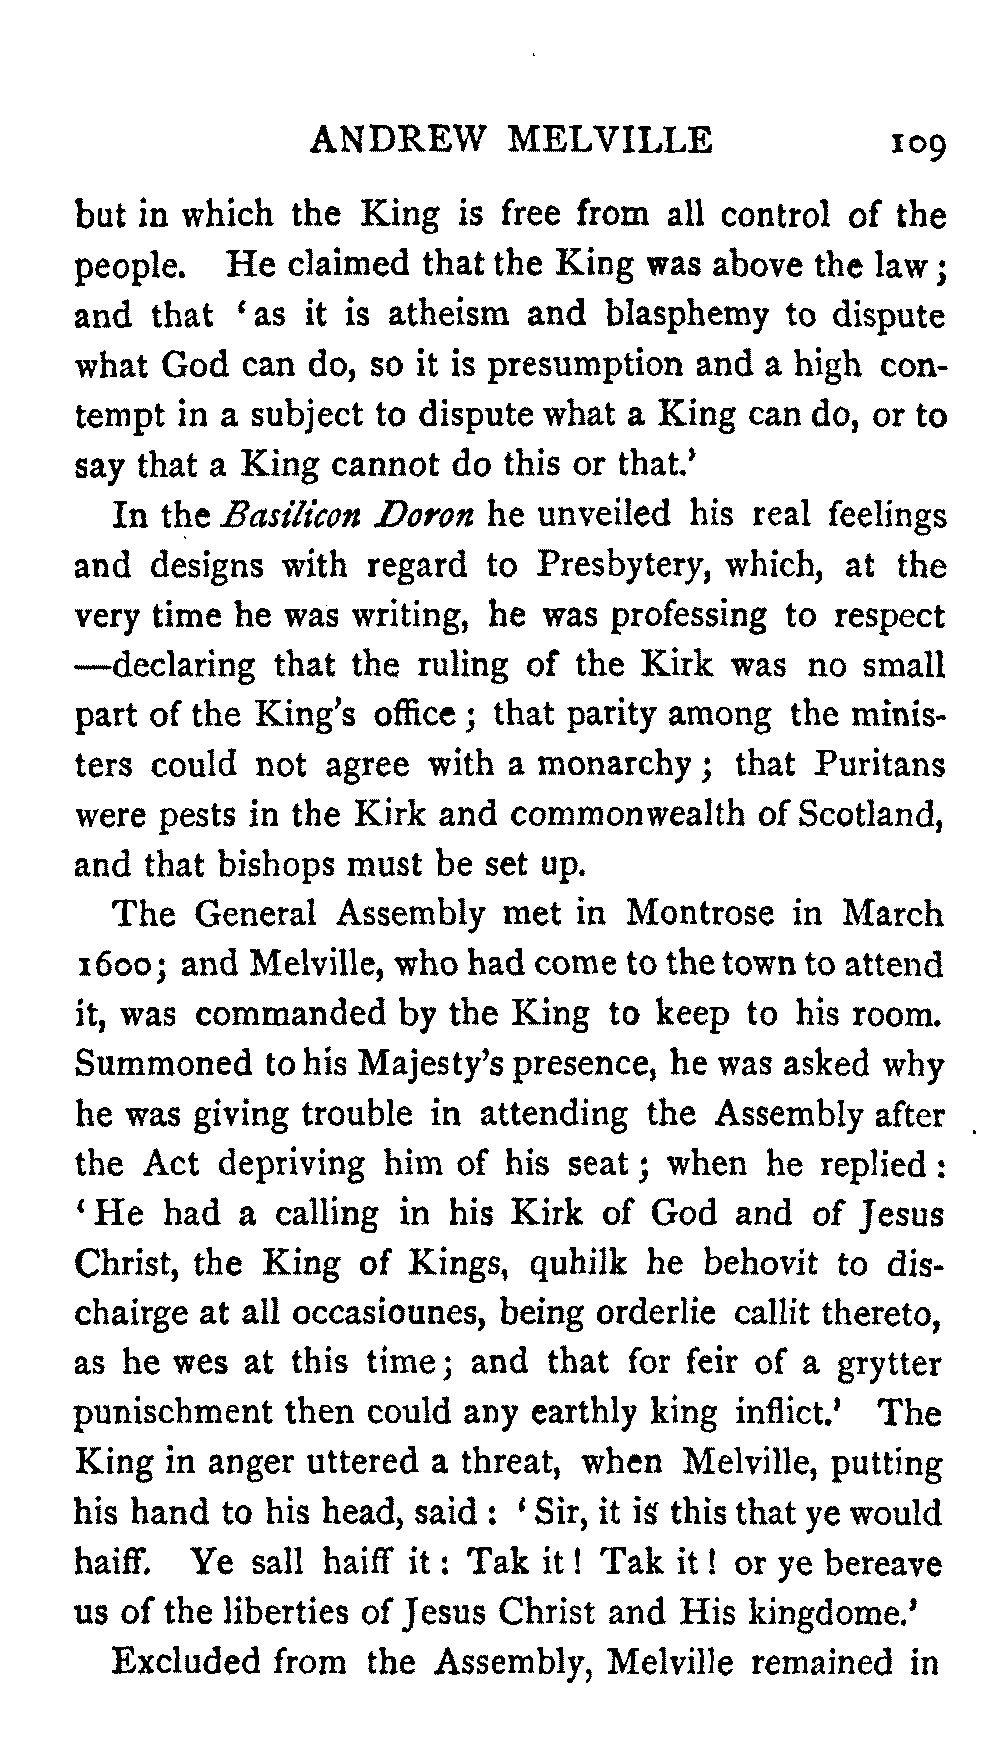 ANDREW MELVILLE 109
but in which the King is free from all control of the
people. He claimed that the King was above the law;
and that ‘as it is atheism and blasphemy to dispute
what God can do, so it is presumption and a high con-
tempt in a subject to dispute what a King can do, or to
say that a King cannot do this or that.’
In the Basilicon Doron he unveiled his real feelings
and designs with regard to Presbytery, which, at the
very time he was writing, he was professing to respect
—declaring that the ruling of the Kirk was no small
part of the King’s office; that parity among the minis-
ters could not agree with a monarchy; that Puritans
were pests in the Kirk and commonwealth of Scotland,
and that bishops must be set up.
The General Assembly met in Montrose in March
1600; and Melville, who had come to the town to attend
it, was commanded by the King to keep to his room.
Summoned to his Majesty’s presence, he was asked why
he was giving trouble in attending the Assembly after
the Act depriving him of his seat; when he replied:
‘He had a calling in his Kirk of God and of Jesus
Christ, the King of Kings, quhilk he behovit to dis-
chairge at all occasiounes, being orderlie callit thereto,
as he wes at this time; and that for feir of a grytter
punischment then could any earthly king inflict.’ The
King in anger uttered a threat, when Melville, putting
his hand to his head, said: ‘Sir, it is this that ye would
haiff. Ye sall haiff it: Tak it! Tak it! or ye bereave
us of the liberties of Jesus Christ and His kingdome.’
Excluded from the Assembly, Melville remained in